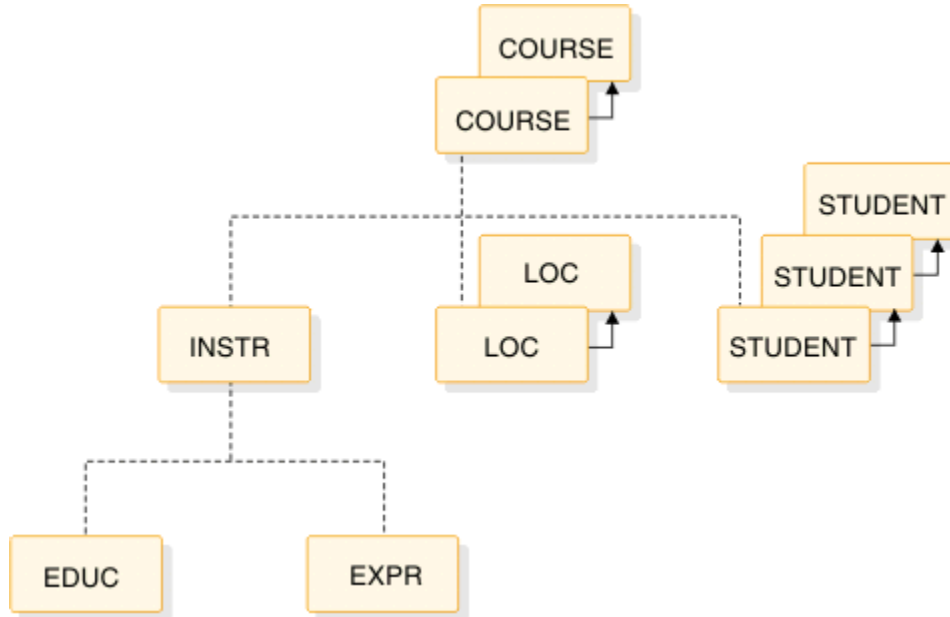 COURSE
COURSE
STUDENT
LOC
STUDENT
INSTR
LOC
STUDENT
EDUC
EXPR